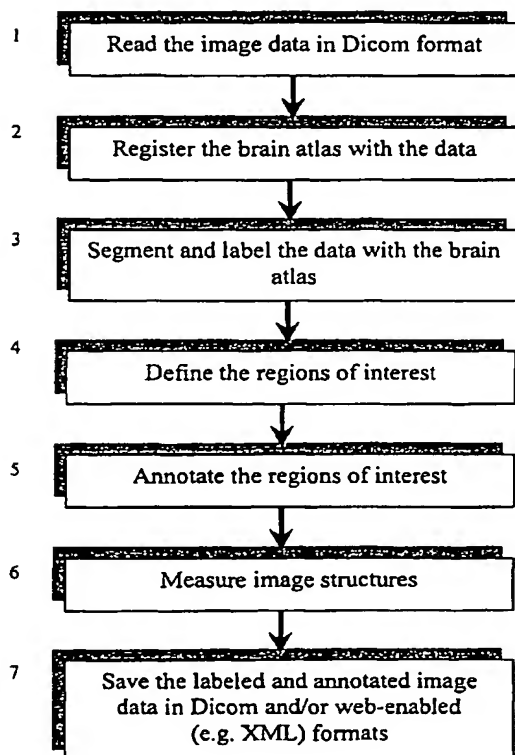 1
Read the image data in Dicom format
2
Register the brain atlas with the data
3
Segment and label the data with the brain
atlas
4
Define the regions of interest
5
Annotate the regions of interest
6
Measure image structures
7
Save the labeled and annotated image
data in Dicom and/or web-enabled
(e.g. XML) formats